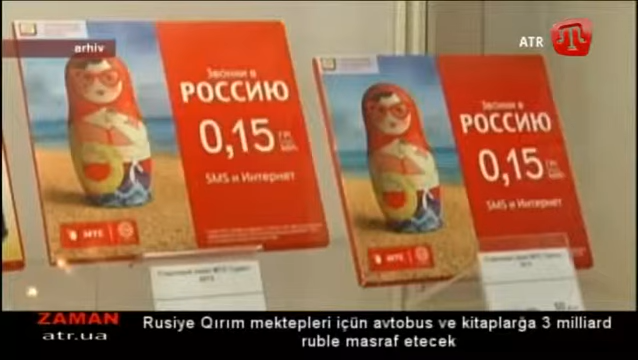 arhiv
ATR
Звонки в
РОССИЮ
0,15
SMS и Интернет
МТС
Звонки в
РОССИЮ
0,15
SMS и Интернет
МТС
ZAMAN
atr.ua
Rusiye Qırım mektepleri içün avtobus ve kitaplarğa 3 milliard
ruble masraf etecek